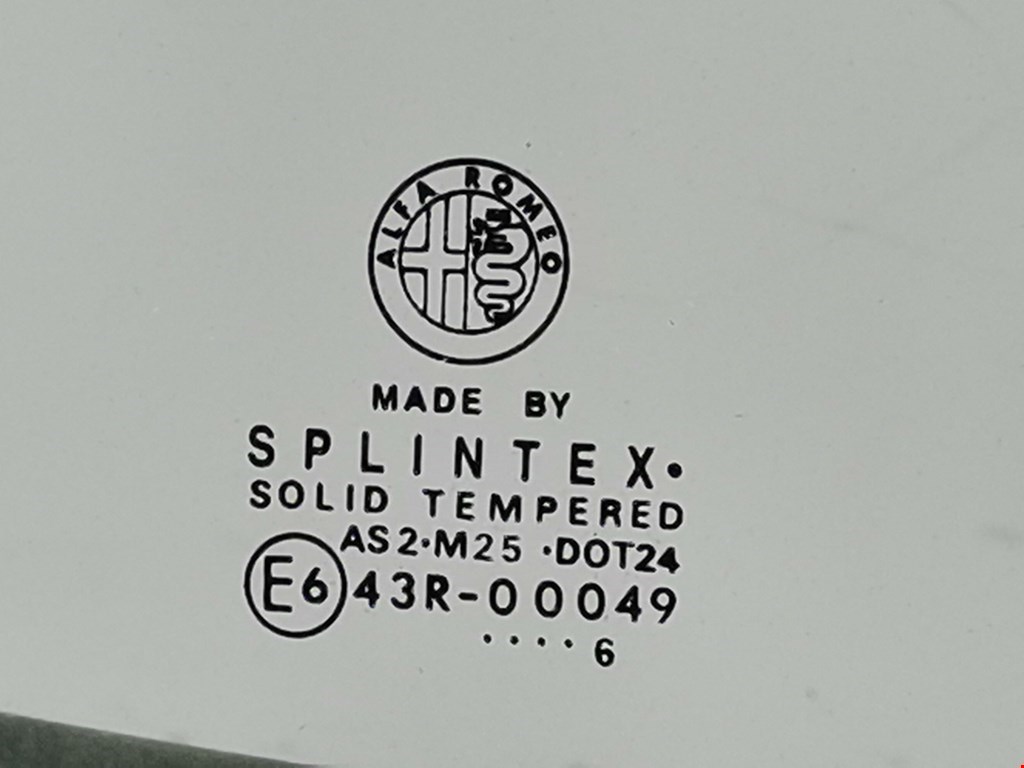 ALFA ROMEO
MADE BY
SPLINTEX.
SOLID TEMPERED
AS2·M25 ·DOT24
E6 43R-00049
····6